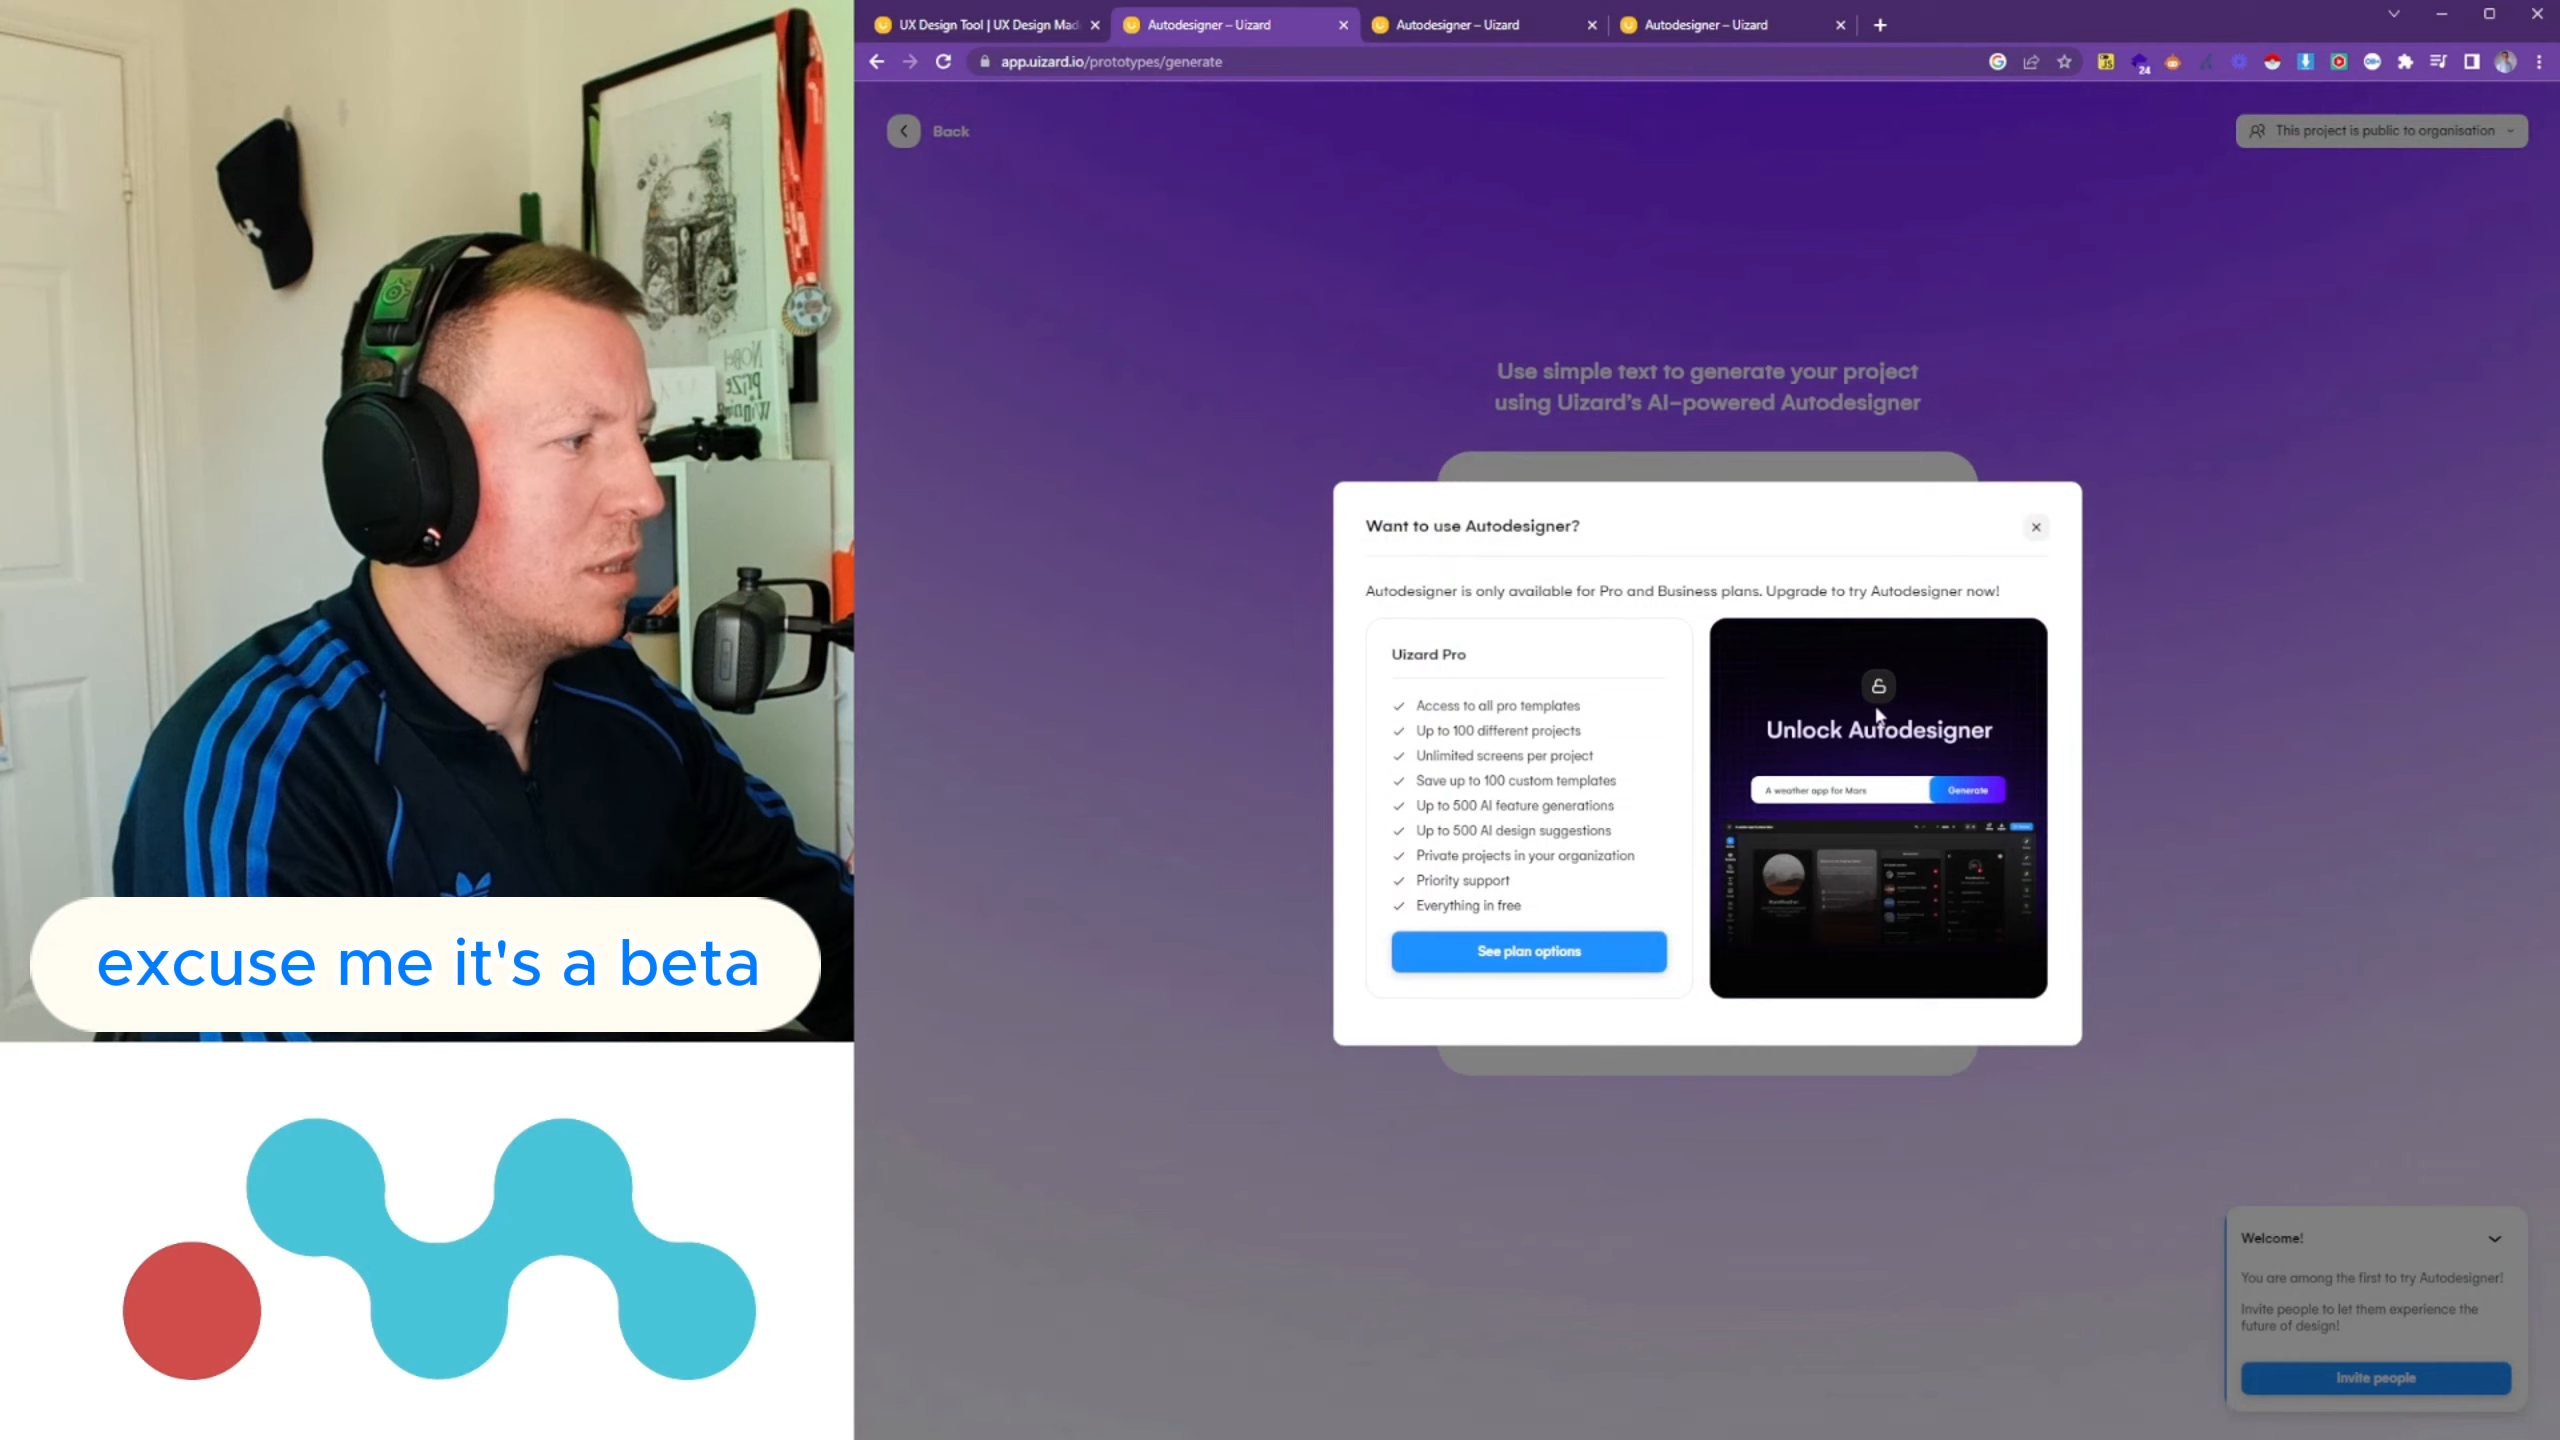 UX Design Tool | UX Design Mad
Autodesigner – Uizard
Autodesigner – Uizard
Autodesigner – Uizard
app.uizard.io/prototypes/generate
24
Back
This project is public to organisation
Use simple text to generate your project
using Uizard's AI-powered Autodesigner
Want to use Autodesigner?
Autodesigner is only available for Pro and Business plans. Upgrade to try Autodesigner now!
Uizard Pro
Access to all pro templates
Up to 100 different projects
Unlimited screens per project
Save up to 100 custom templates
Up to 500 AI feature generations
Up to 500 AI design suggestions
Private projects in your organization
Priority support
Everything in free
See plan options
Unlock Autodesigner
A weather app for Mars
Generate
Nobel
Prize
Winning
excuse me it's a beta
Welcome!
You are among the first to try Autodesigner!
Invite people to let them experience the
future of design!
Invite people